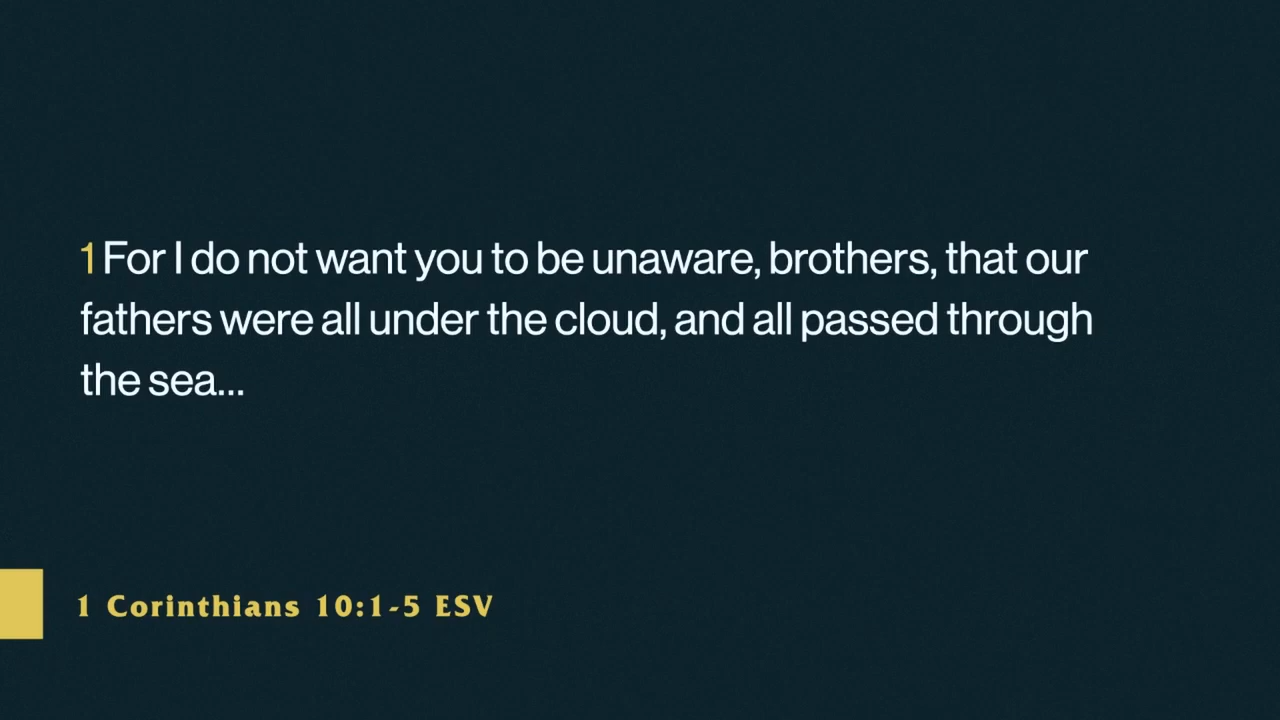 1 For I do not want you to be unaware, brothers, that our
fathers were all under the cloud, and all passed through
the sea...
1 Corinthians 10:1-5 ESV